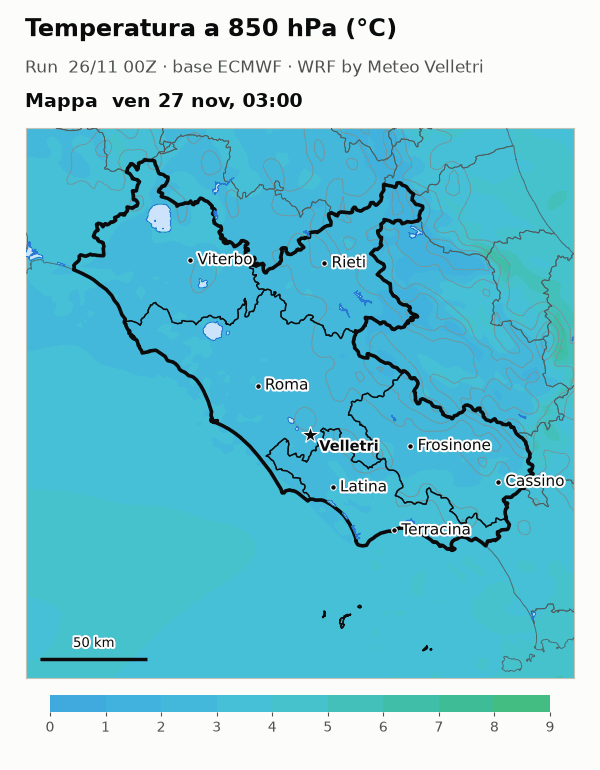 Temperatura a 850 hPa (°C)
Run  26/11 00Z · base ECMWF · WRF by Meteo Velletri
Mappa  ven 27 nov, 03:00
Viterbo
Rieti
Roma
Velletri
Frosinone
Cassino
Latina
Terracina
50 km
0 1 2 3 4 5 6 7 8 9